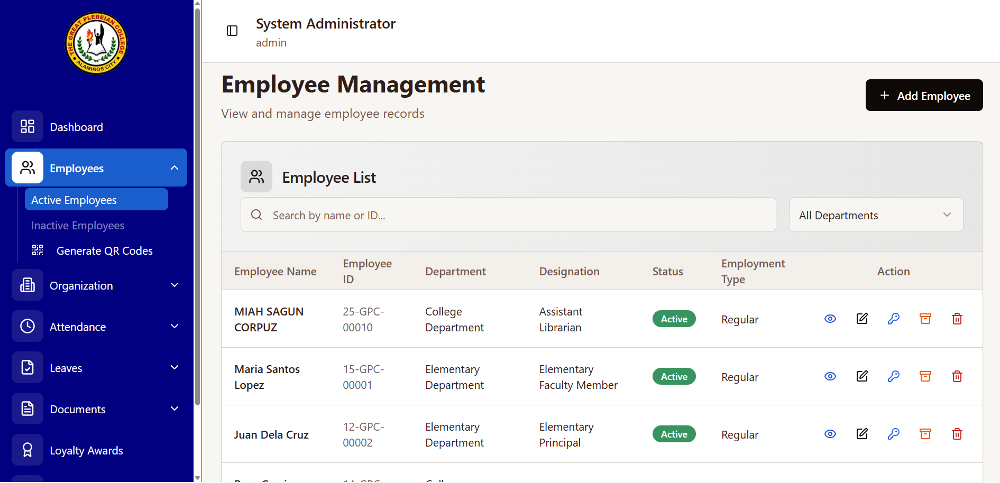 THE GREAT PLEBEIAN COLLEGE
ALAMINOS CITY
System Administrator
admin
Dashboard
Employees
Active Employees
Inactive Employees
Generate QR Codes
Organization
Attendance
Leaves
Documents
Loyalty Awards
Employee Management
View and manage employee records
Add Employee
Employee List
Search by name or ID...
All Departments
Employee Name
Employee
ID
Department
Designation
Status
Employment
Type
Action
MIAH SAGUN
CORPUZ
25-GPC-
00010
College
Department
Assistant
Librarian
Active
Regular
Maria Santos
Lopez
15-GPC-
00001
Elementary
Department
Elementary
Faculty Member
Active
Regular
Juan Dela Cruz
12-GPC-
00002
Elementary
Department
Elementary
Principal
Active
Regular